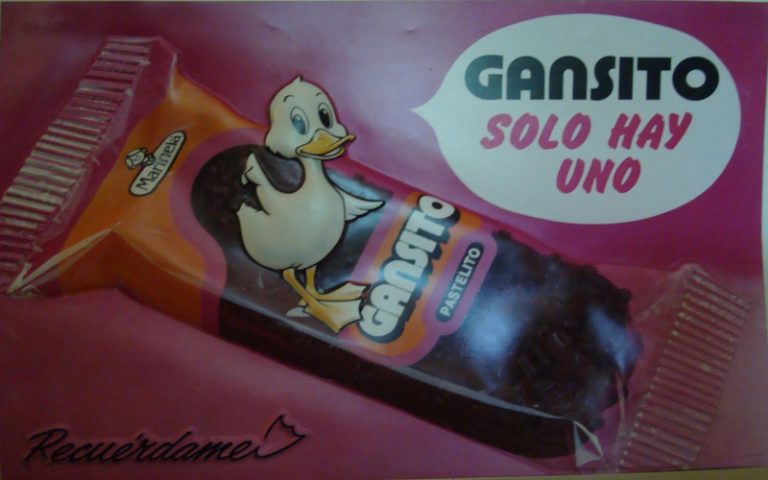 GANSITO
SOLO HAY
UNO
Marinela
GANSITO
PASTELITO
Recuérdame